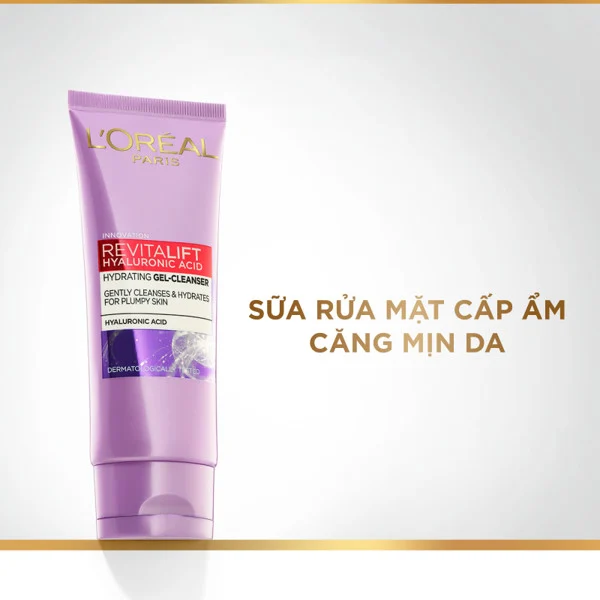 L'ORÉAL
PARIS
INNOVATION
REVITALIFT
HYALURONIC ACID
HYDRATING GEL-CLEANSER
GENTLY CLEANSES & HYDRATES
FOR PLUMPY SKIN
HYALURONIC ACID
DERMATOLOGICALLY TESTED
SỮA RỬA MẶT CẤP ẨM
CĂNG MỊN DA